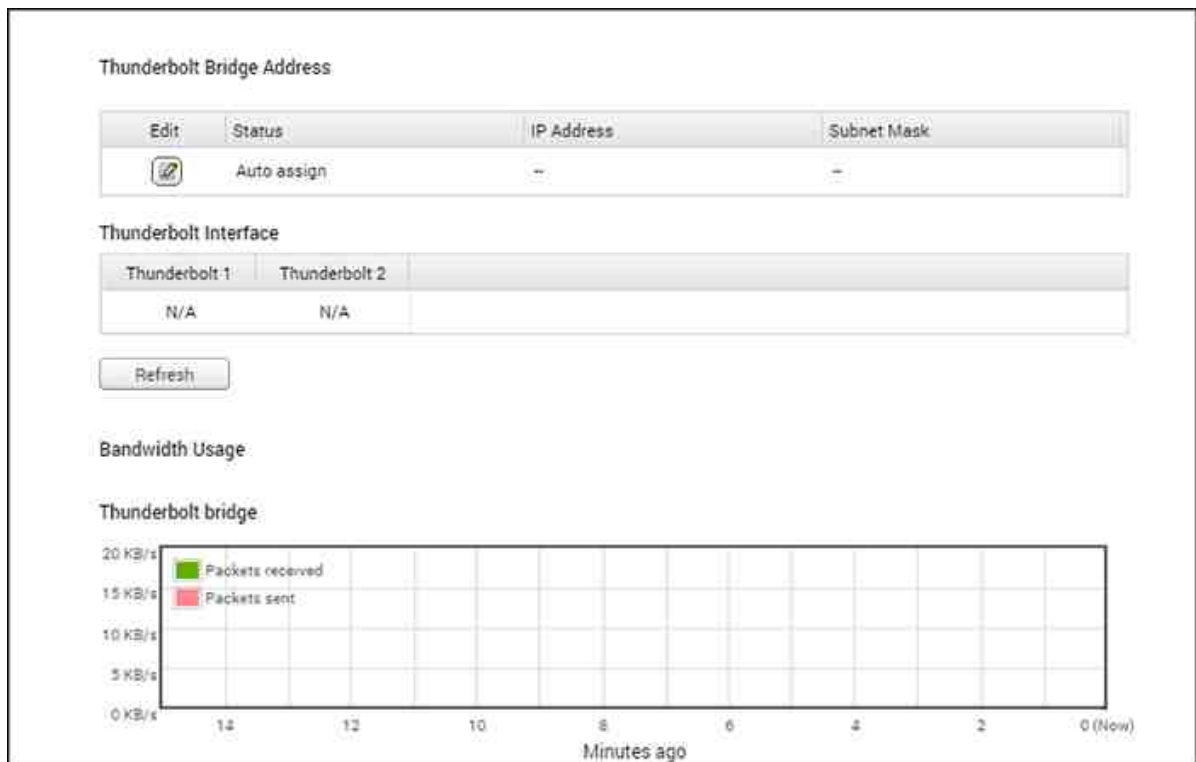 Thunderbolt Bridge Address
Edit Status IP Address Subnet Mask
Auto assign -- --
Thunderbolt Interface
Thunderbolt 1 Thunderbolt 2
N/A N/A
Refresh
Bandwidth Usage
Thunderbolt bridge
20 KB/s
Packets received
15 KB/s
Packets sent
10 KB/s
5 KB/s
0 KB/s
14 12 10 8 6 4 2 0 (Now)
Minutes ago